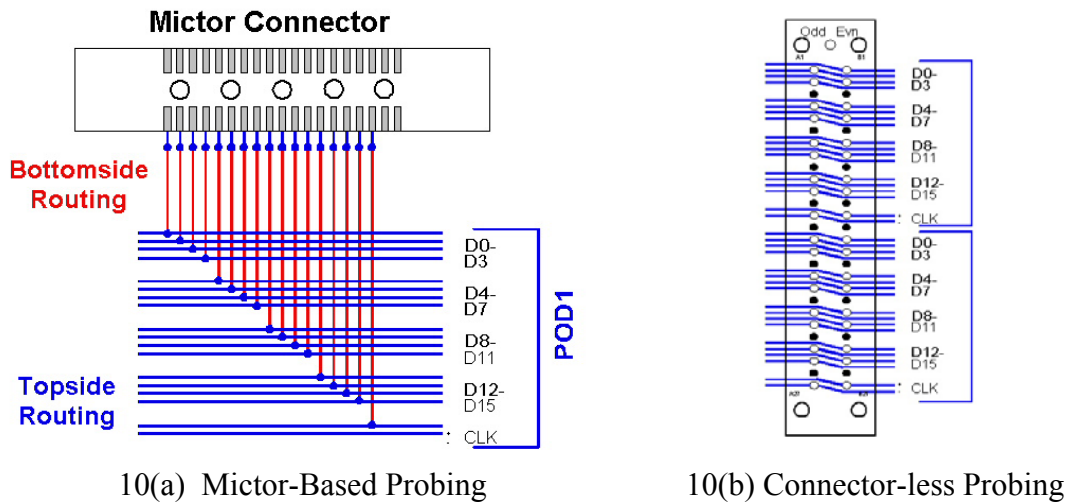 Mictor Connector
Bottomside
Routing
Topside
Routing
D0-
D3
D4-
D7
D8-
D11
D12-
D15
: CLK
POD1
10(a) Mictor-Based Probing
Odd Evn
A1 B1
D0-
D3
D4-
D7
D8-
D11
D12-
D15
: CLK
D0-
D3
D4-
D7
D8-
D11
D12-
D15
: CLK
10(b) Connector-less Probing